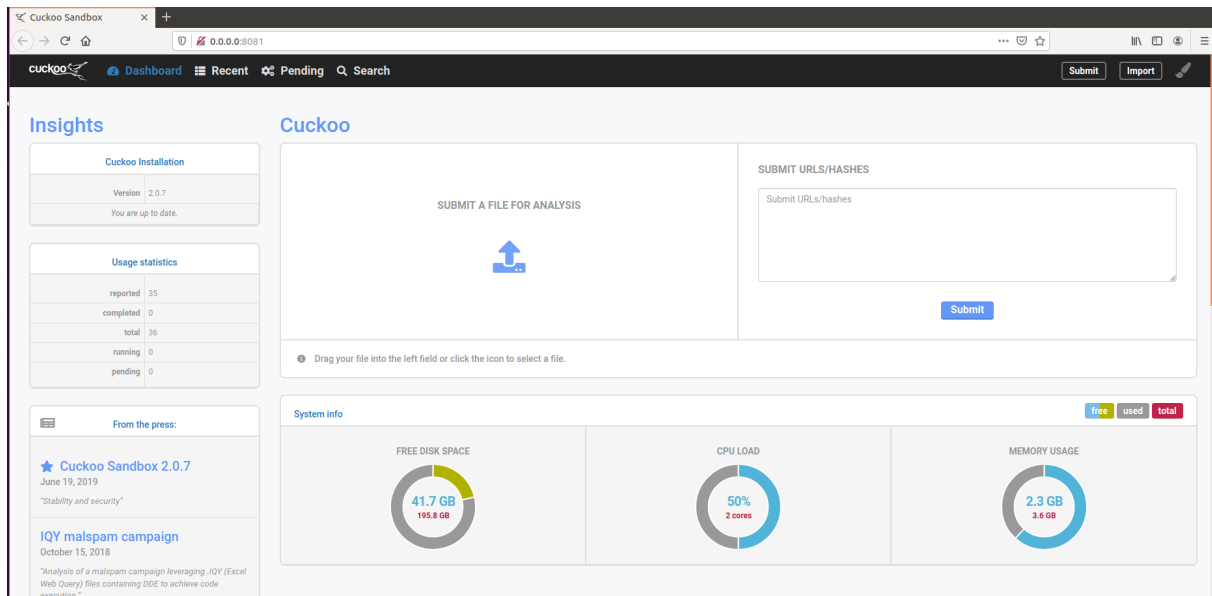 Cuckoo Sandbox
0.0.0.0:8081
cuckoo Dashboard Recent Pending Search Submit Import
Insights
Cuckoo Installation
Version 2.0.7
You are up to date.
Usage statistics
reported 35
completed 0
total 36
running 0
pending 0
From the press:
Cuckoo Sandbox 2.0.7
June 19, 2019
"Stability and security"
IQY malspam campaign
October 15, 2018
"Analysis of a malspam campaign leveraging .IQY (Excel
Web Query) files containing DDE to achieve code
execution."
Cuckoo
SUBMIT A FILE FOR ANALYSIS
SUBMIT URLS/HASHES
Submit URLs/hashes
Submit
Drag your file into the left field or click the icon to select a file.
System info
free used total
FREE DISK SPACE
41.7 GB
195.8 GB
CPU LOAD
50%
2 cores
MEMORY USAGE
2.3 GB
3.6 GB